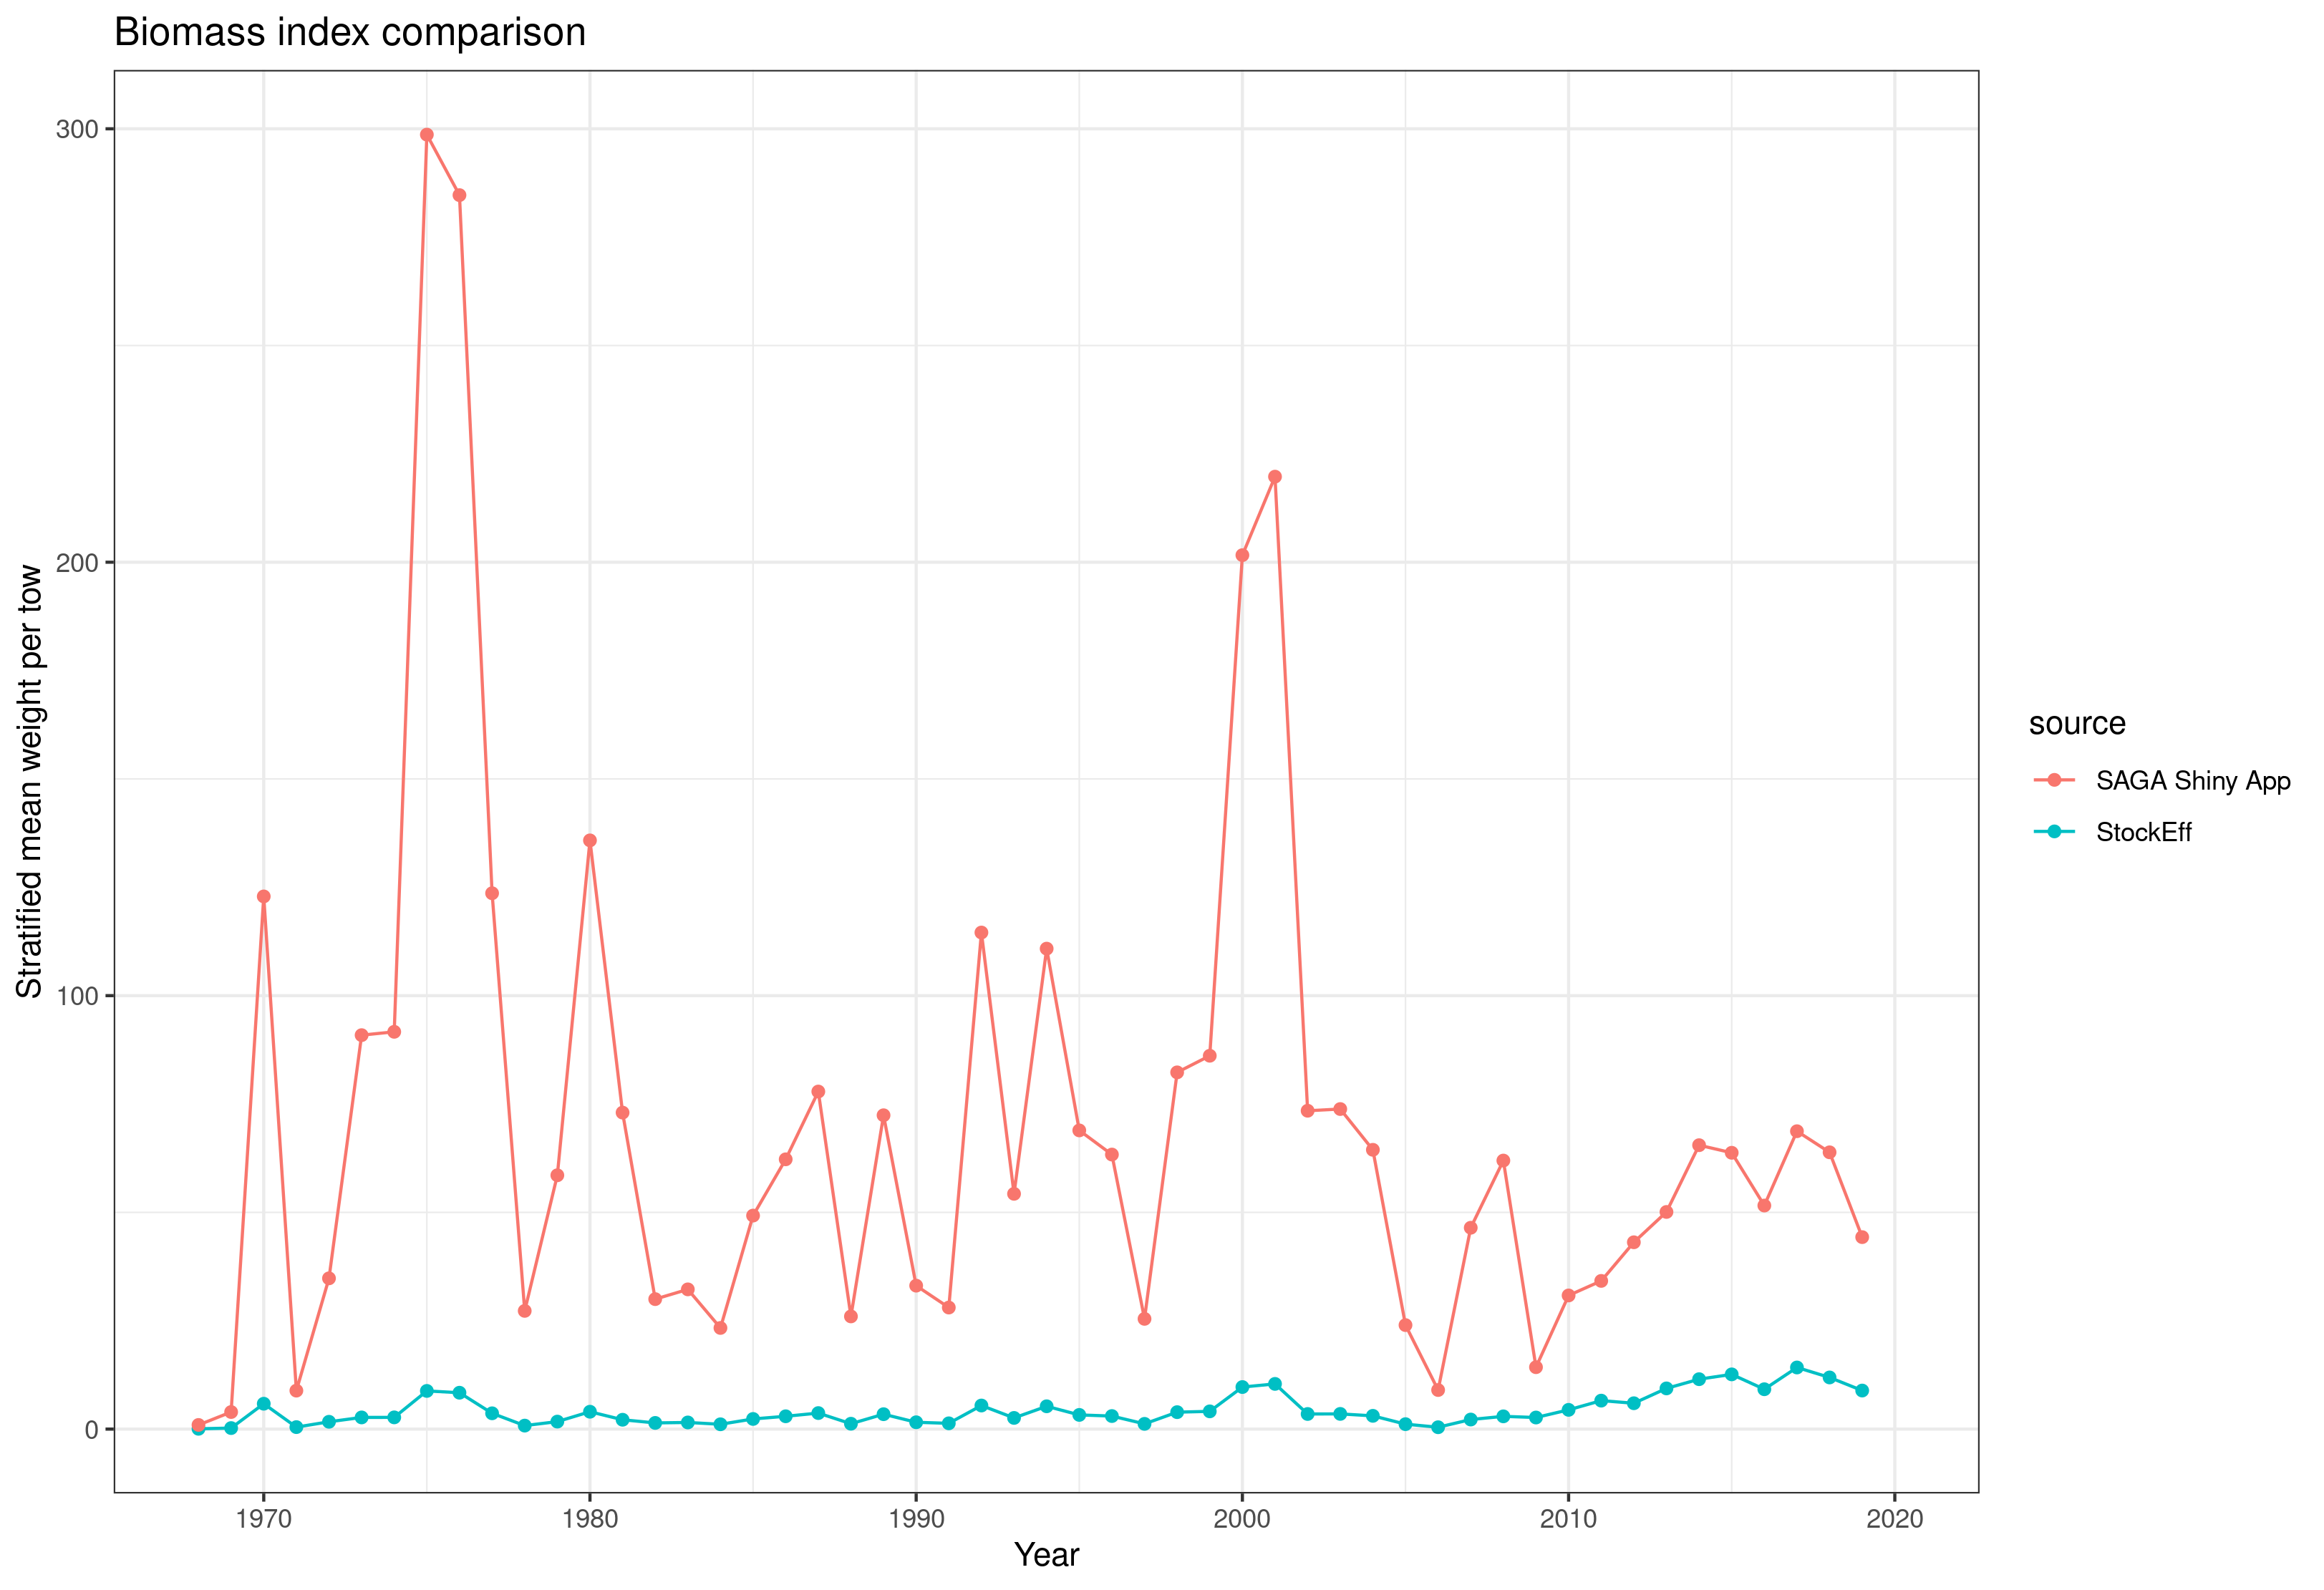 Biomass index comparison
300
200
100
0
Stratified mean weight per tow
1970 1980 1990 2000 2010 2020
Year
source
SAGA Shiny App
StockEff